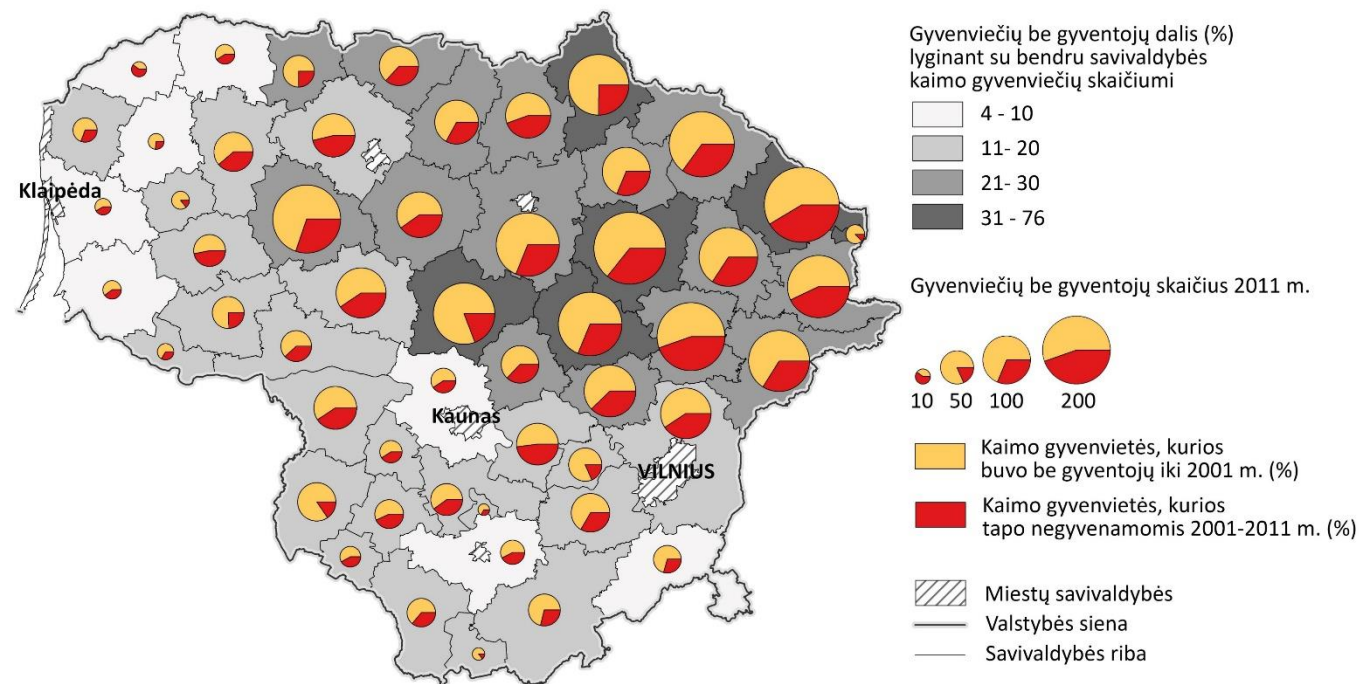 Klaipėda
Kaunas
VILNIUS
Gyvenviečių be gyventojų dalis (%)
lyginant su bendru savivaldybės
kaimo gyvenviečių skaičiumi
4 - 10
11- 20
21 - 30
31 - 76
Gyvenviečių be gyventojų skaičius 2011 m.
10 50 100 200
Kaimo gyvenvietės, kurios
buvo be gyventojų iki 2001 m. (%)
Kaimo gyvenvietės, kurios
tapo negyvenamomis 2001-2011 m. (%)
Miestų savivaldybės
Valstybės siena
Savivaldybės riba